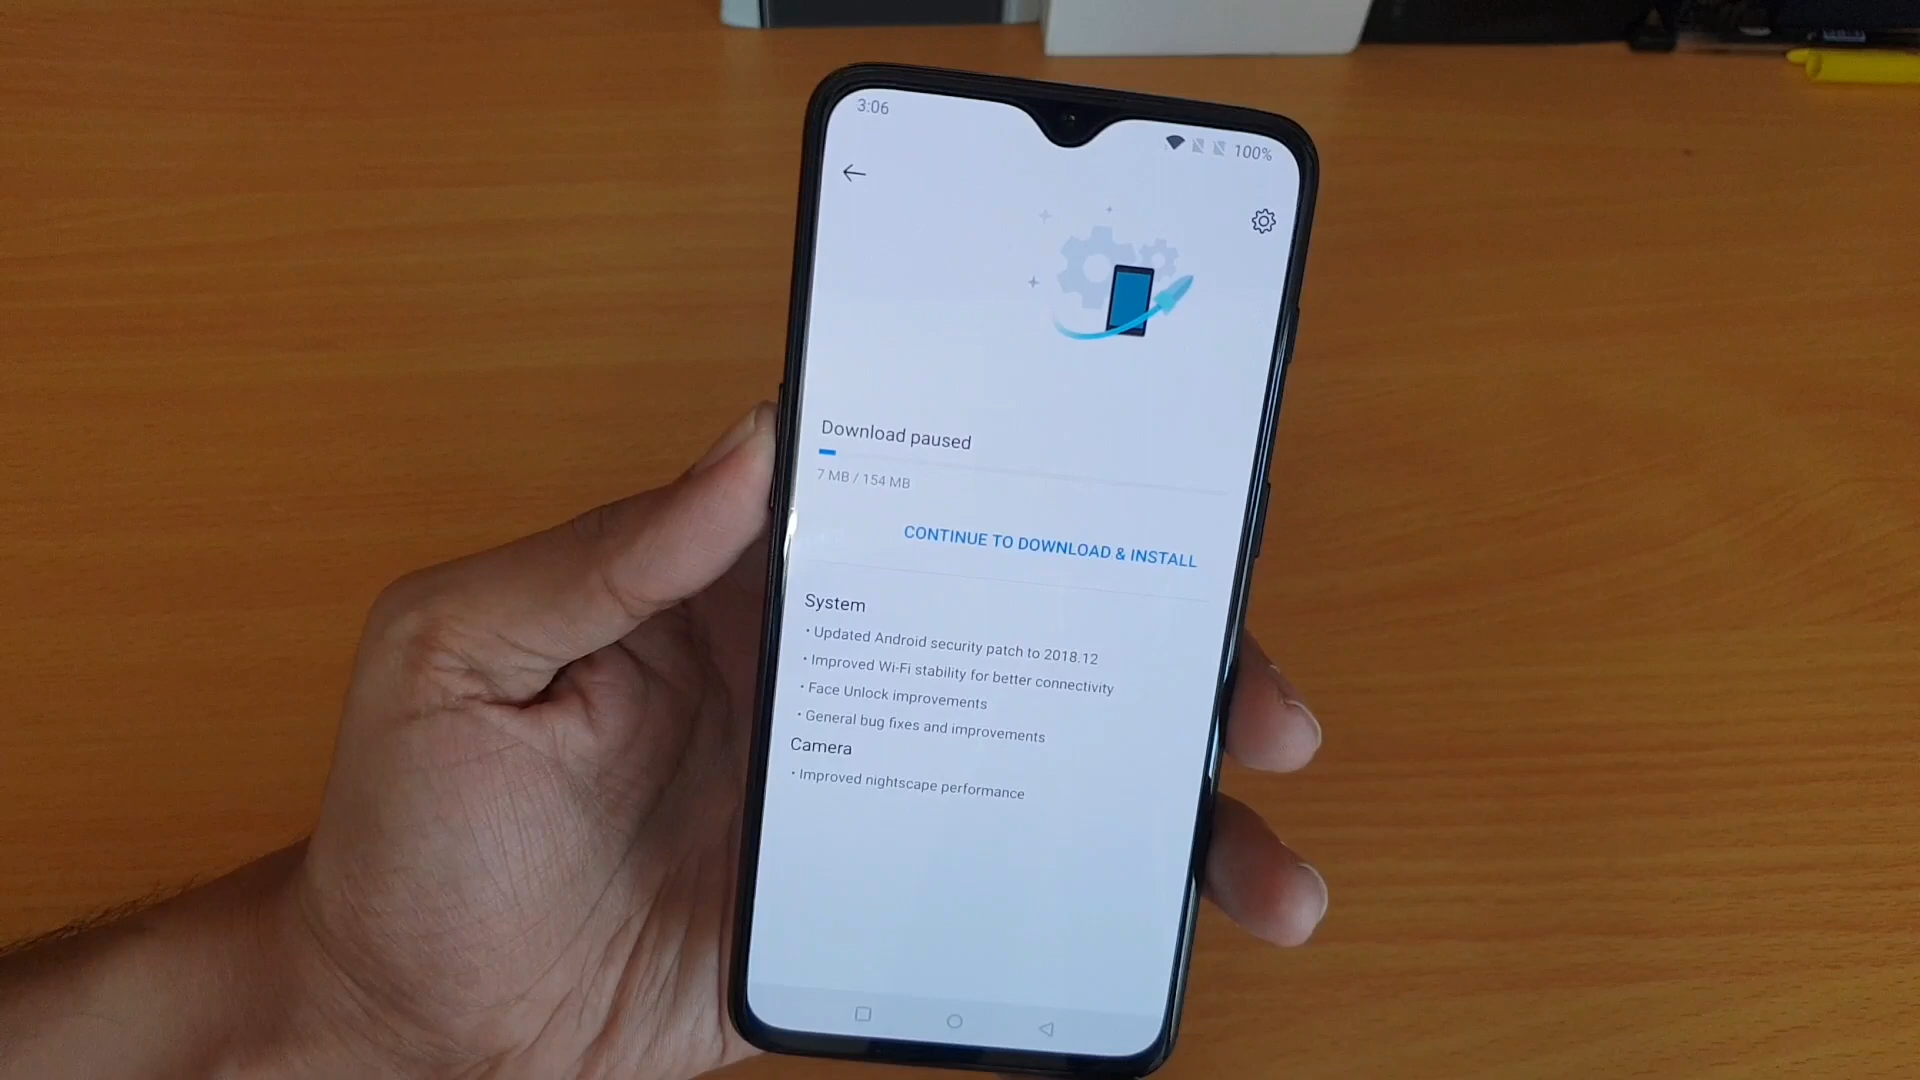 3:06
100%
Download paused
7 MB / 154 MB
CONTINUE TO DOWNLOAD & INSTALL
System
· Updated Android security patch to 2018.12
· Improved Wi-Fi stability for better connectivity
· Face Unlock improvements
· General bug fixes and improvements
Camera
· Improved nightscape performance